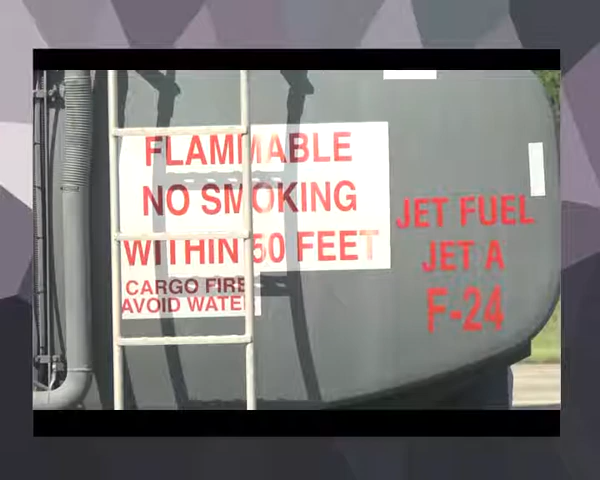 FLAMMABLE
NO SMOKING
WITHIN 50 FEET
CARGO FIRE
AVOID WATER
JET FUEL
JET A
F-24